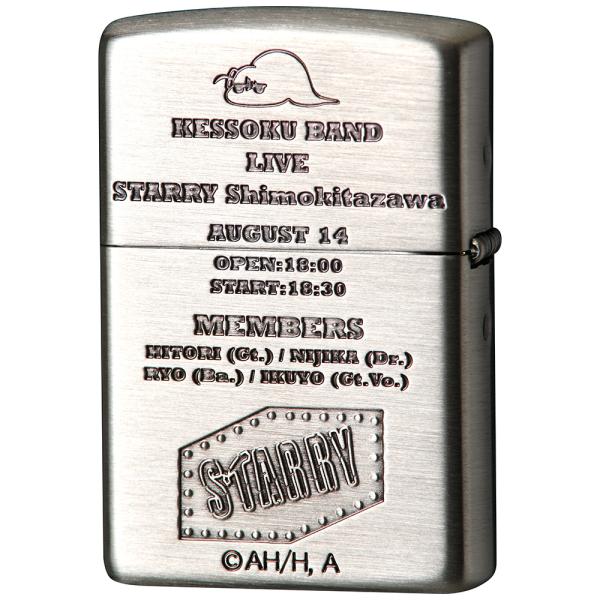 KESSOKU BAND
LIVE
STARRY Shimokitazawa
AUGUST 14
OPEN:18:00
START:18:30
MEMBERS
HITORI (Gt.) / NIJIKA (Dr.)
RYO (Ba.) / IKUYO (Gt.Vo.)
STARRY
©AH/H, A